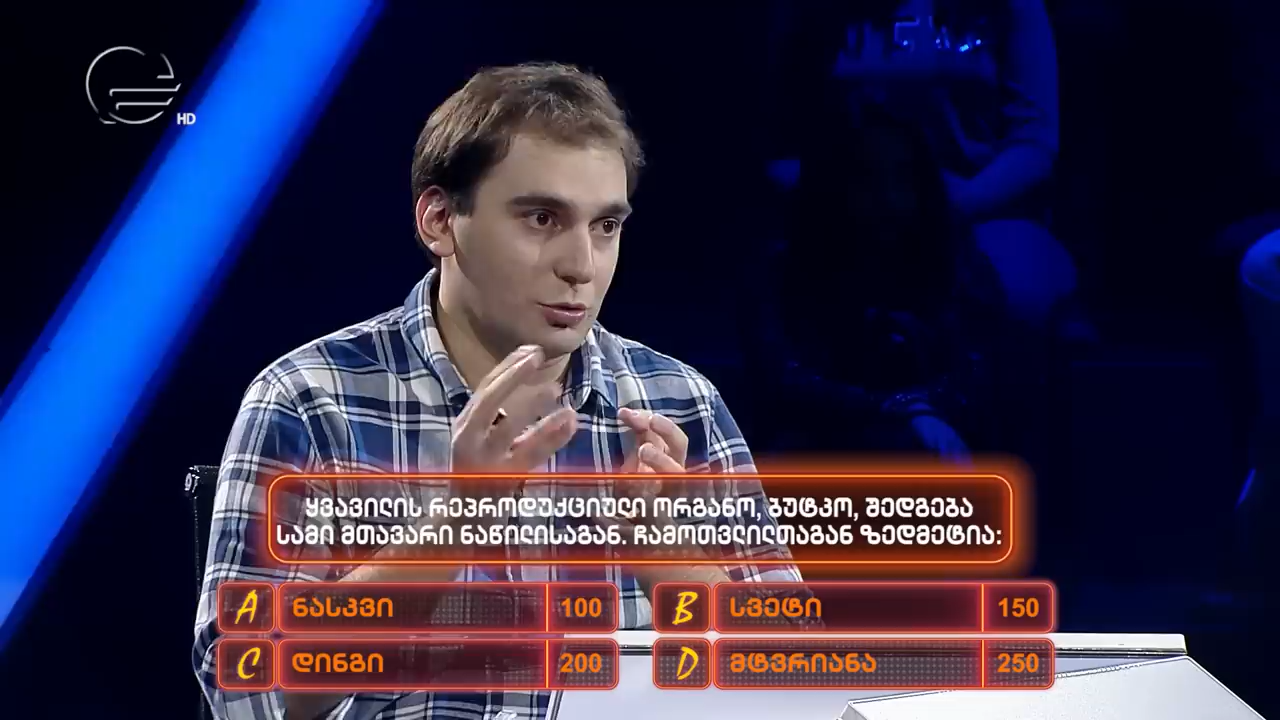 HD
ყვავილის რეპროდუქციული ორგანო, ბუტკო, შედგება
სამი მთავარი ნაწილისაგან. ჩამოთვლილთაგან ზედმეტია:
A ნასკვი 100
B სვეტი 150
C დინგი 200
D მტვრიანა 250